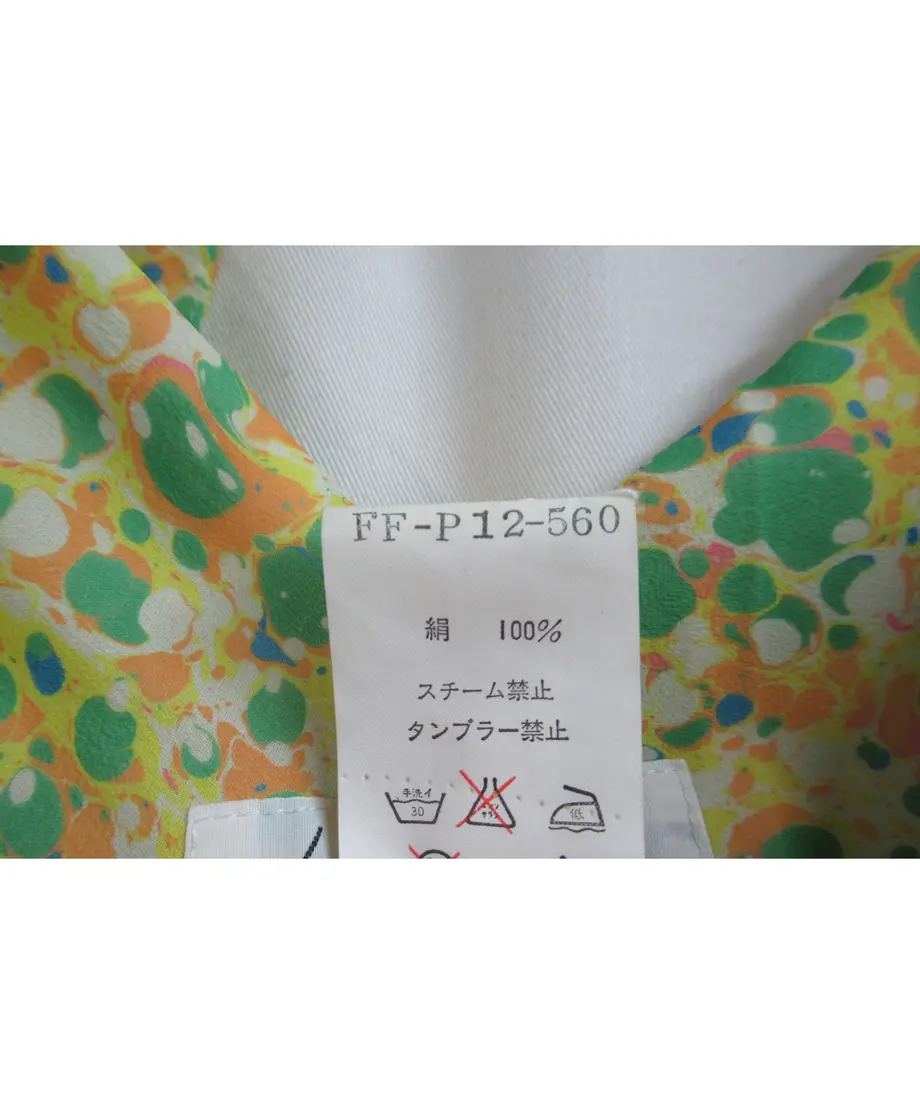 FF-P12-560
絹 100%
スチーム禁止
タンブラー禁止
手洗イ
30
低